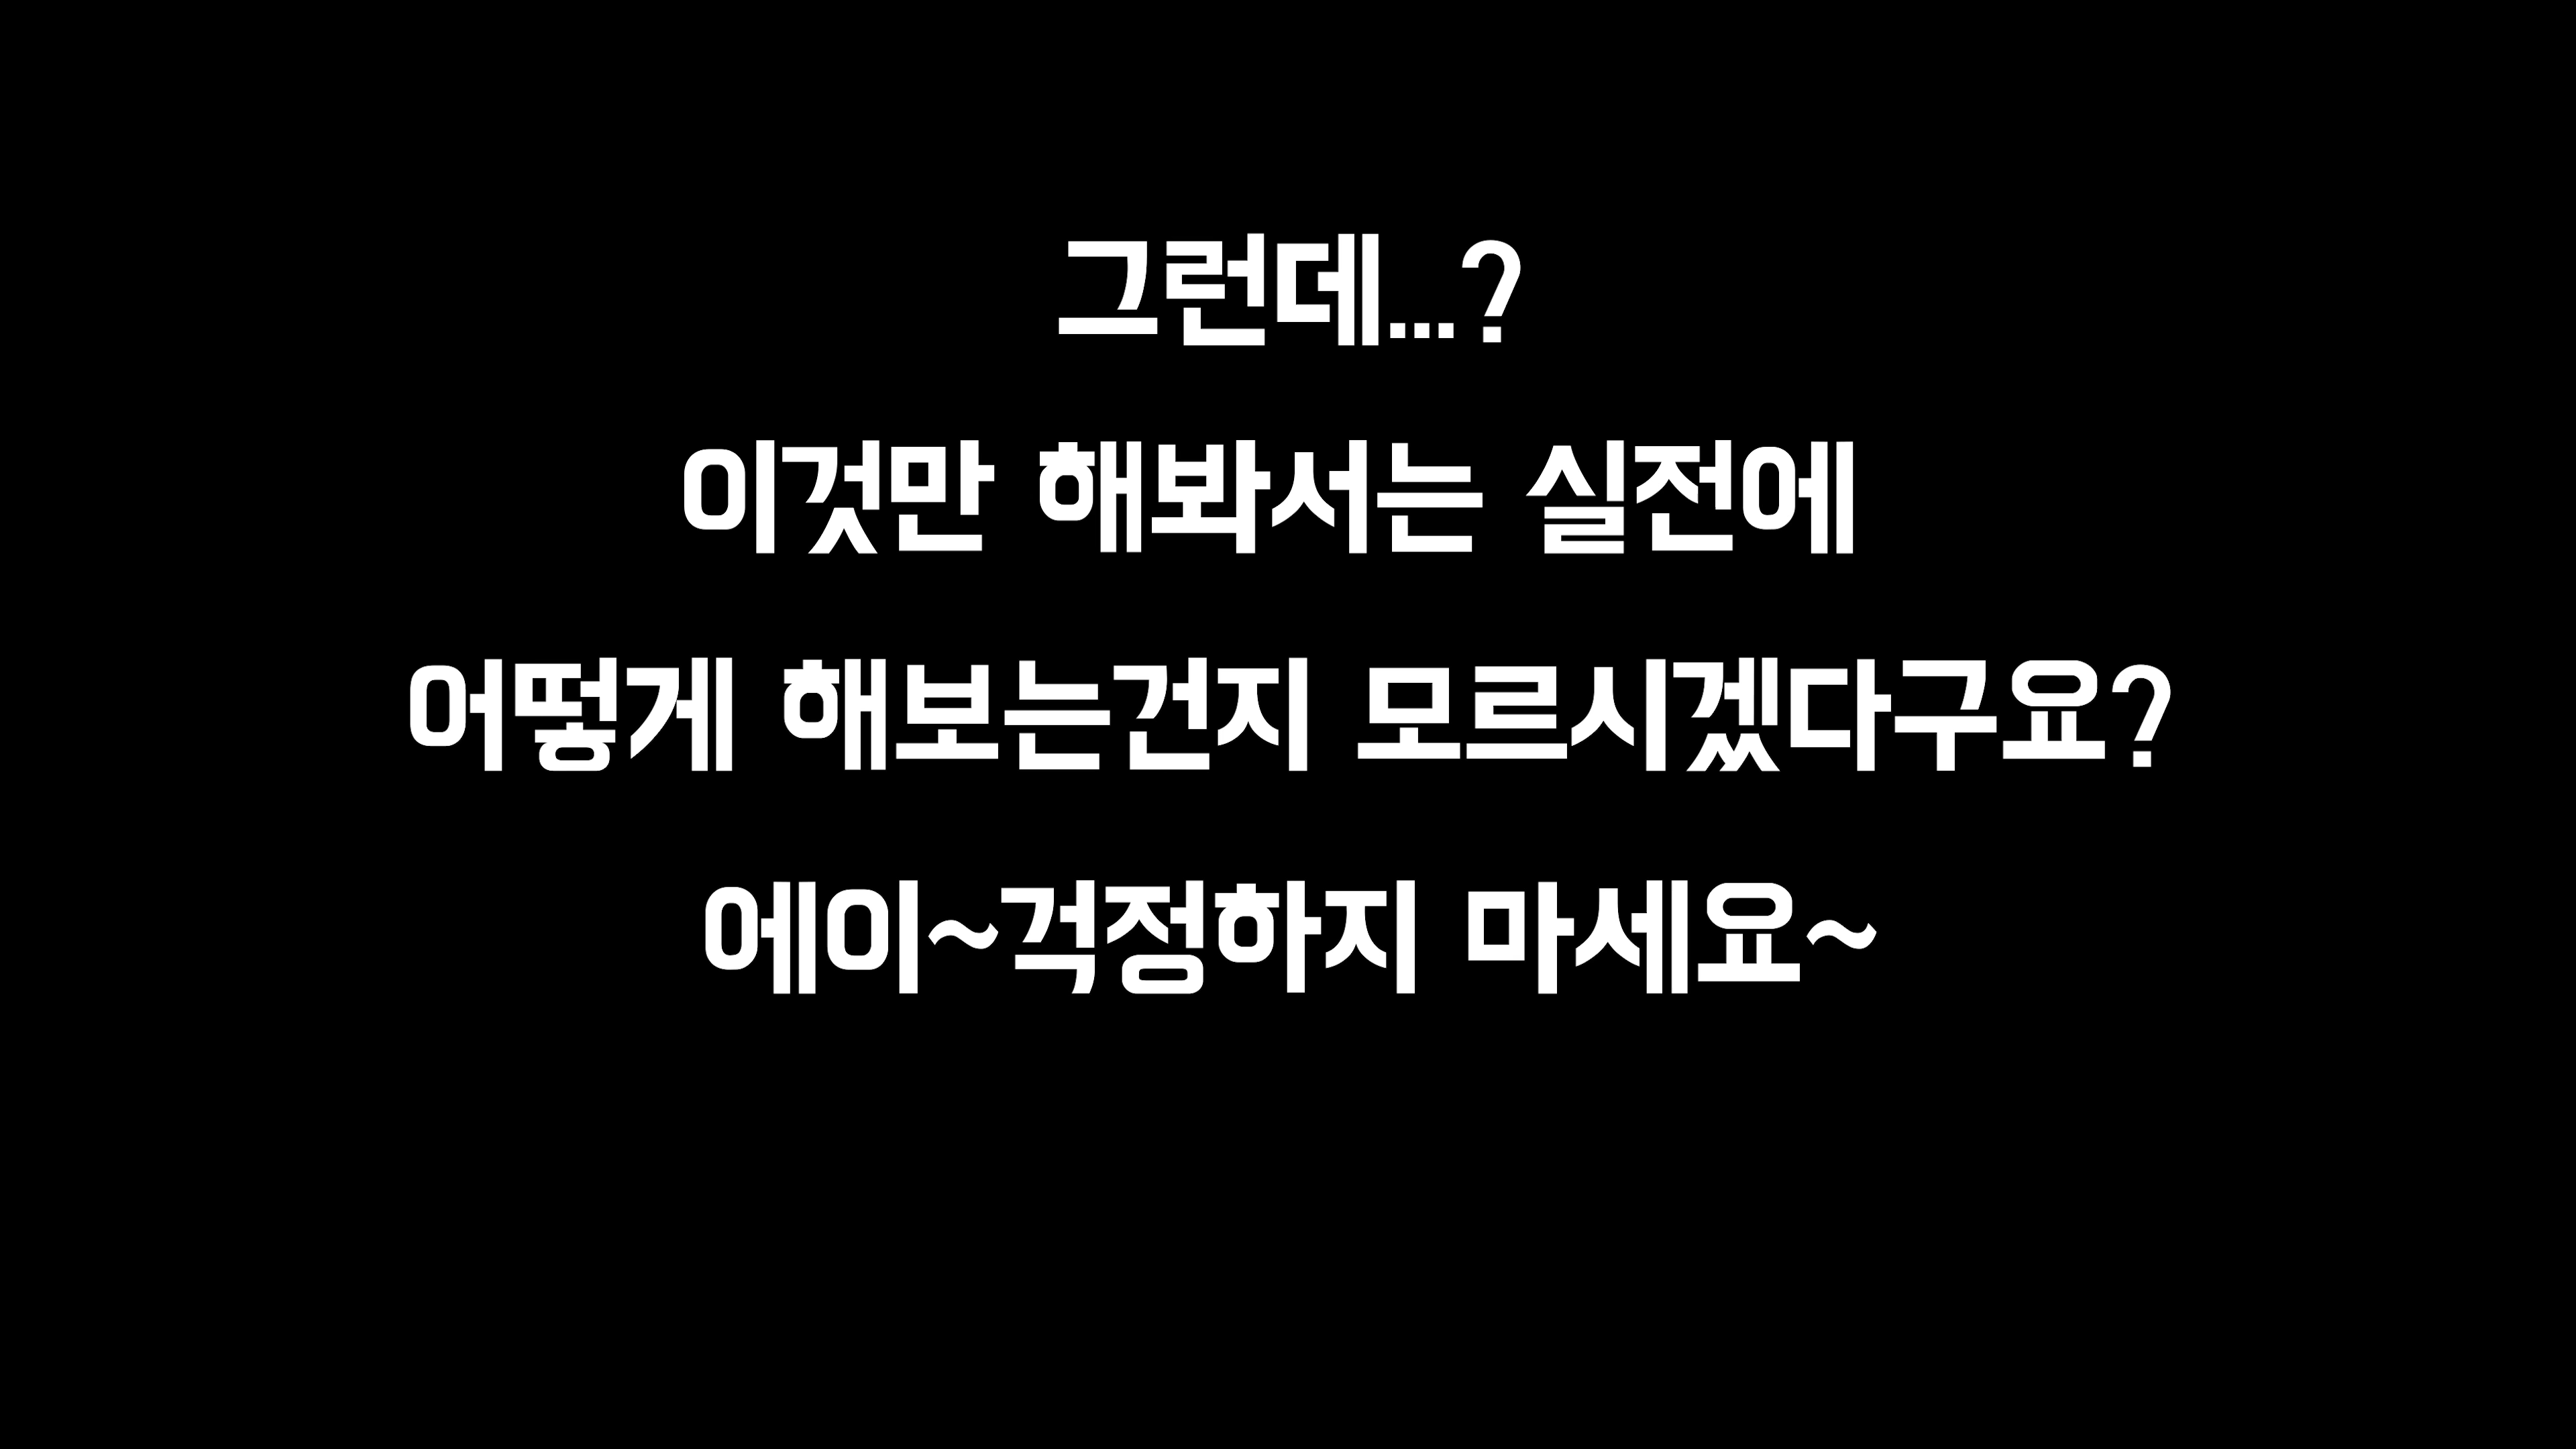 그런데...?
이것만 해봐서는 실전에
어떻게 해보는건지 모르시겠다구요?
에이~걱정하지 마세요~